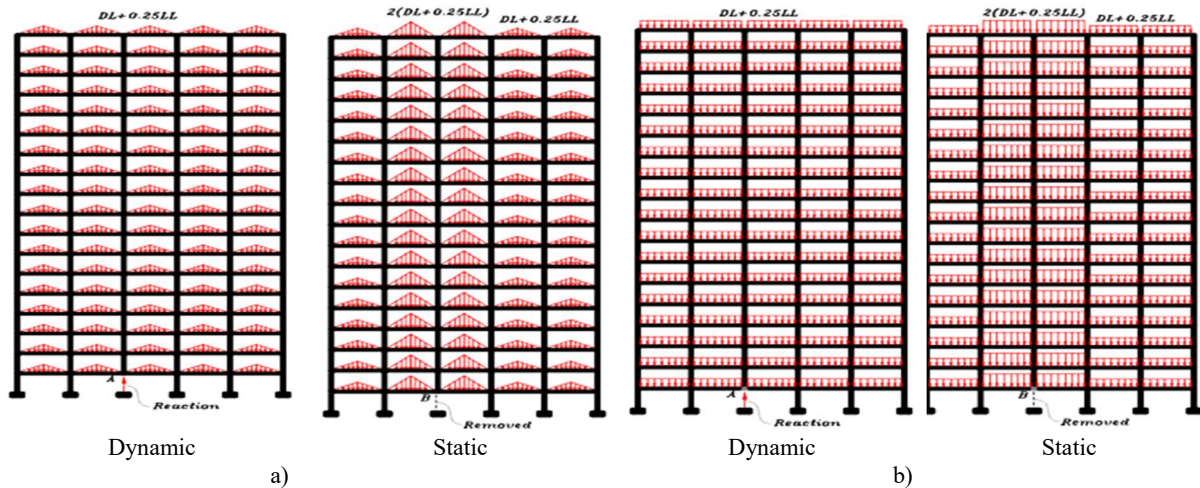 DL+0.25LL
2(DL+0.25LL)
DL+0.25LL
DL+0.25LL
2(DL+0.25LL)
DL+0.25LL
A
Reaction
B
Removed
A
Reaction
B
Removed
Dynamic
Static
Dynamic
Static
a)
b)